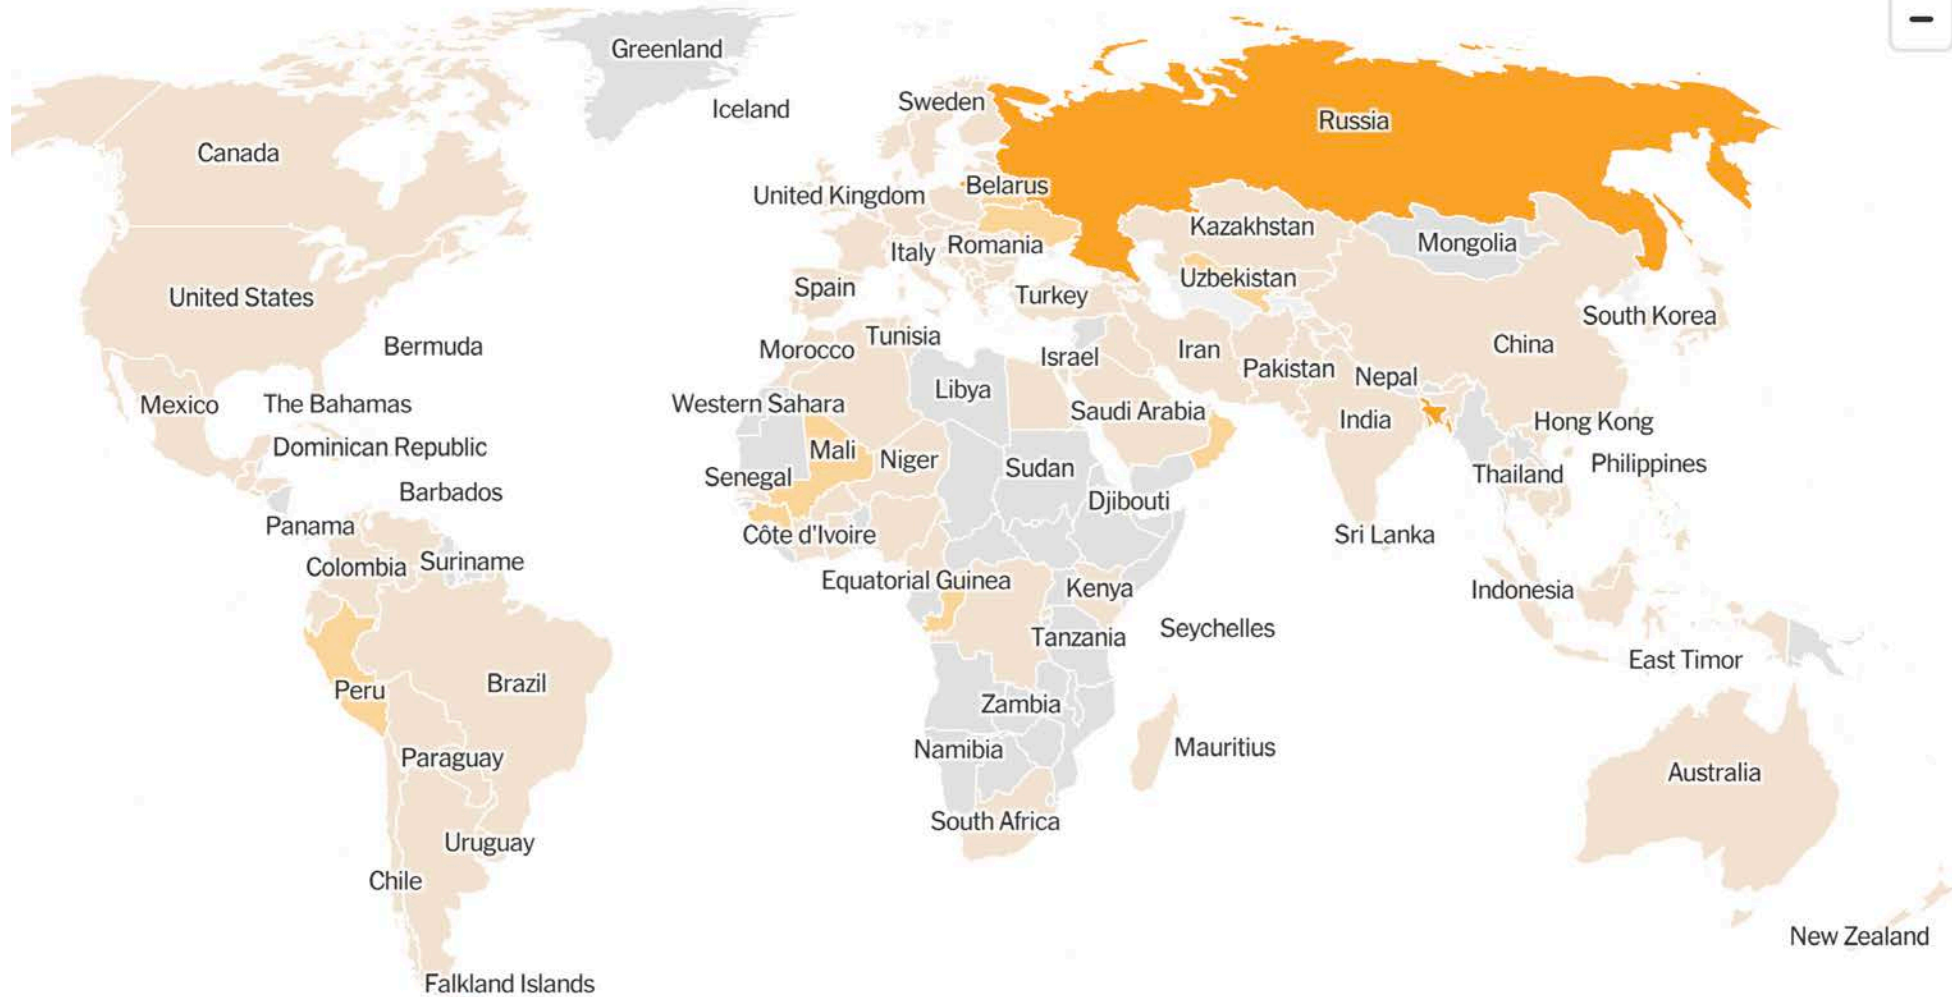 Greenland
Iceland
Sweden
Russia
Canada
United Kingdom
Belarus
Kazakhstan
Mongolia
Italy
Romania
Uzbekistan
United States
Spain
Turkey
South Korea
Bermuda
Morocco
Tunisia
Israel
Iran
China
Pakistan
Nepal
Mexico
The Bahamas
Western Sahara
Libya
Saudi Arabia
India
Hong Kong
Dominican Republic
Mali
Niger
Sudan
Philippines
Senegal
Thailand
Barbados
Djibouti
Panama
Côte d'Ivoire
Sri Lanka
Colombia
Suriname
Equatorial Guinea
Kenya
Indonesia
Tanzania
Seychelles
East Timor
Peru
Brazil
Zambia
Paraguay
Namibia
Mauritius
Australia
South Africa
Uruguay
Chile
New Zealand
Falkland Islands